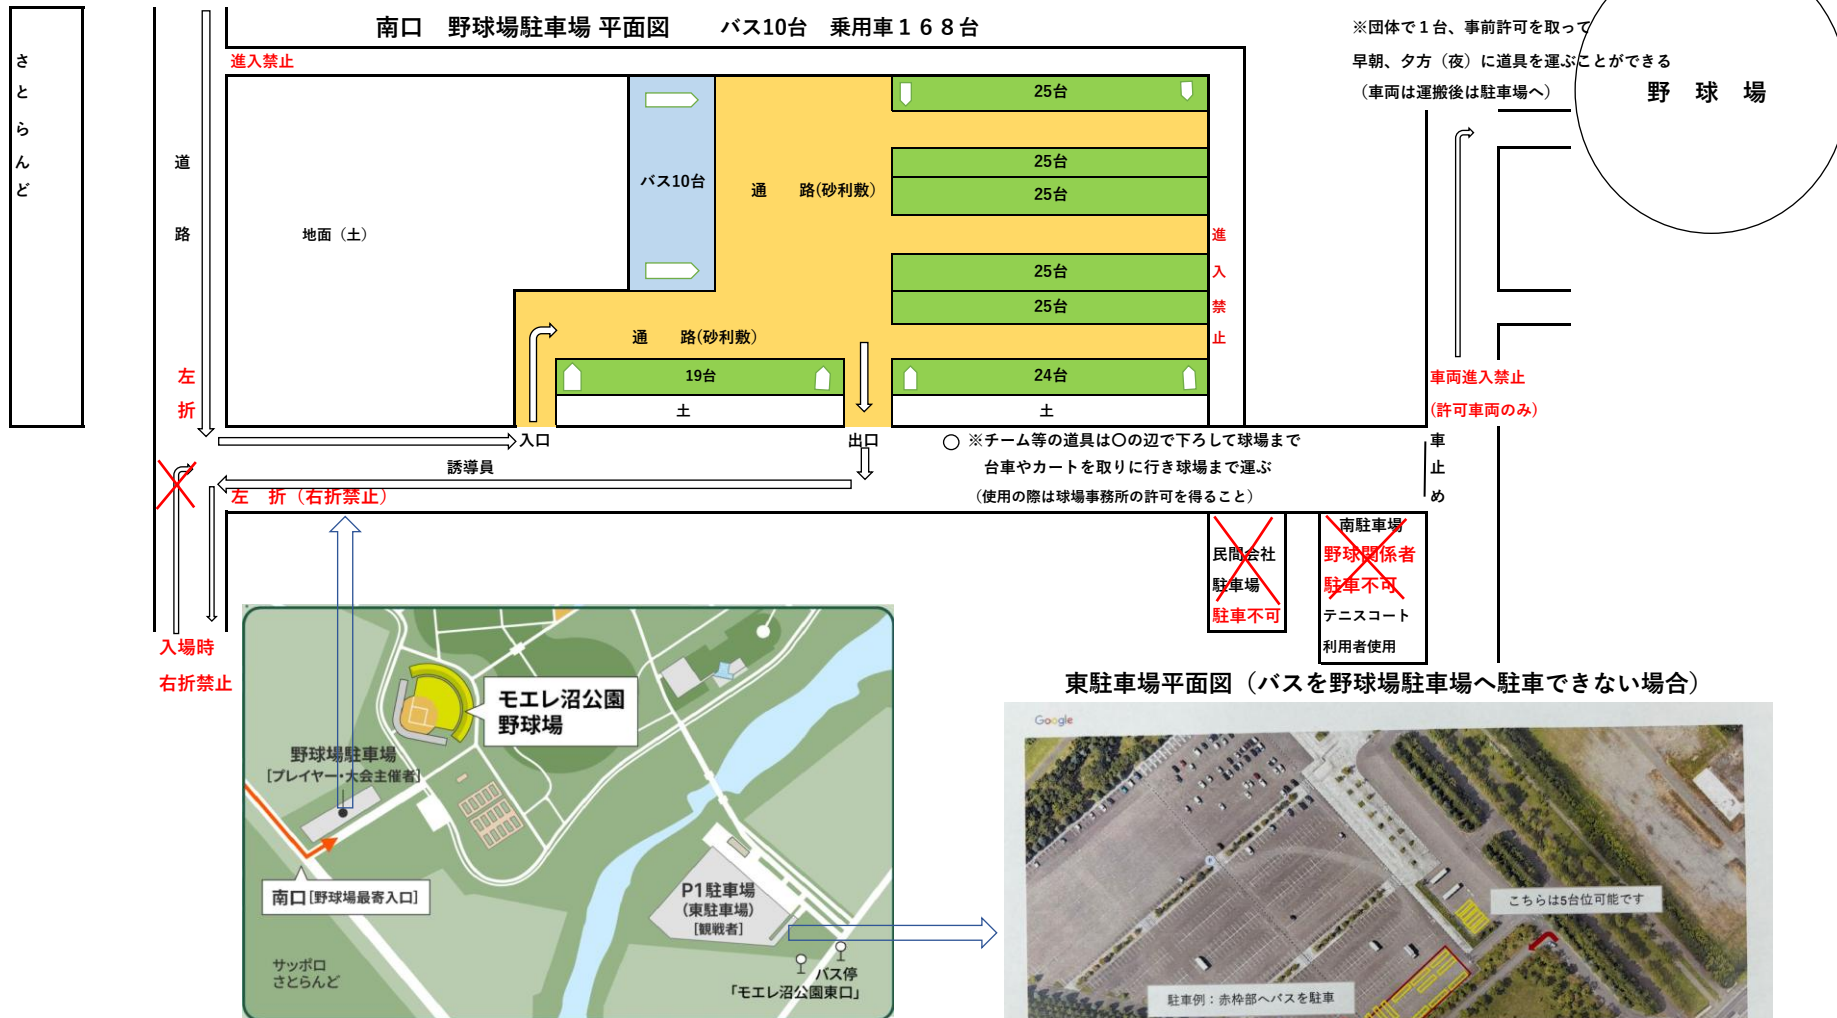 南口　野球場駐車場 平面図　　バス10台　乗用車１６８台
※団体で１台、事前許可を取って
早朝、夕方（夜）に道具を運ぶことができる
（車両は運搬後は駐車場へ）
野　球　場
さとらんど
進入禁止
道路
地面（土）
バス10台
通　　路(砂利敷)
25台
25台
25台
25台
25台
進入禁止
通　　路(砂利敷)
19台
24台
土
土
左折
車両進入禁止
(許可車両のみ)
入口
出口
○ ※チーム等の道具は〇の辺で下ろして球場まで
台車やカートを取りに行き球場まで運ぶ
（使用の際は球場事務所の許可を得ること）
車止め
誘導員
左　折（右折禁止）
民間会社
駐車場
駐車不可
南駐車場
野球関係者
駐車不可
テニスコート
利用者使用
入場時
右折禁止
モエレ沼公園
野球場
野球場駐車場
[プレイヤー・大会主催者]
南口[野球場最寄入口]
P1駐車場
(東駐車場)
[観戦者]
サッポロ
さとらんど
バス停
「モエレ沼公園東口」
東駐車場平面図（バスを野球場駐車場へ駐車できない場合）
Google
こちらは5台位可能です
駐車例：赤枠部へバスを駐車